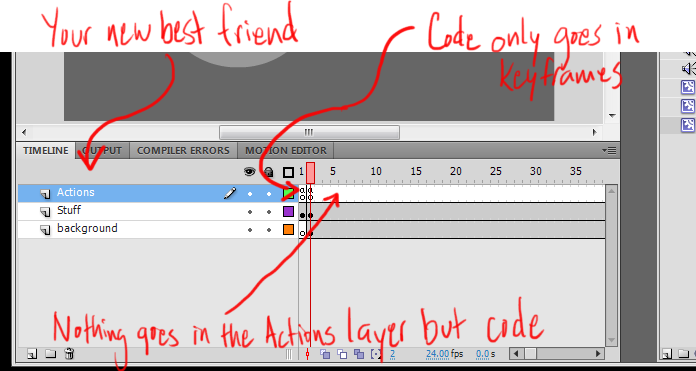 Your new best friend
Code only goes in
Keyframes
TIMELINE OUTPUT COMPILER ERRORS MOTION EDITOR
1 5 10 15 20 25 30 35
Actions
Stuff
background
Nothing goes in the Actions layer but code
2 24.00 fps 0.0 s